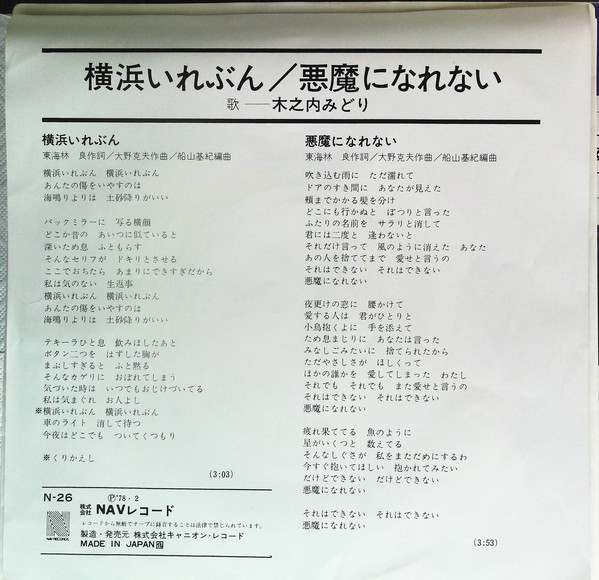 横浜いれぶん／悪魔になれない
歌──木之内みどり
横浜いれぶん
東海林　良作詞／大野克夫作曲／船山基紀編曲
横浜いれぶん　横浜いれぶん
あんたの傷をいやすのは
海鳴りよりは　土砂降りがいい
バックミラーに　写る横顔
どこか昔の　あいつに似ていると
深いため息　ふともらす
そんなセリフが　ドキリとさせる
ここでおちたら　あまりにできすぎだから
私は気のない　生返事
横浜いれぶん　横浜いれぶん
あんたの傷をいやすのは
海鳴りよりは　土砂降りがいい
テキーラひと息　飲みほしたあと
ボタン二つを　はずした胸が
まぶしすぎると　ふと黙る
そんなカゲリに　おぼれてしまう
気づいた時は　いつでもおじけづいてる
私は気まぐれ　お人よし
※横浜いれぶん　横浜いれぶん
車のライト　消して待つ
今夜はどこでも　ついてくつもり
※くりかえし
(3:03)
N-26
Ⓟ'78・2
株式会社 NAVレコード
レコードから無断でテープに録音することは法律で禁じられています。
製造・発売元　株式会社キャニオン・レコード
MADE IN JAPAN
NAV RECORDS
悪魔になれない
東海林　良作詞／大野克夫作曲／船山基紀編曲
吹き込む雨に　ただ濡れて
ドアのすき間に　あなたが見えた
頬までかかる髪を分け
どこにも行かぬと　ぽつりと言った
ふたりの名前を　サラリと消して
君には二度と　逢わないと
それだけ言って　風のように消えた　あなた
あの人を捨ててまで　愛せと言うの
それはできない　それはできない
悪魔になれない
夜更けの窓に　腰かけて
愛する人は　君がひとりと
小鳥抱くよに　手を添えて
ため息まじりに　あなたは言った
みなしごみたいに　捨てられたから
ただやさしさが　ほしくって
ほかの誰かを　愛してしまった　わたし
それでも　それでも　また愛せと言うの
それはできない　それはできない
悪魔になれない
疲れ果ててる　魚のように
星がいくつと　数えてる
そんなしぐさが　私をまただめにするわ
今すぐ抱いてほしい　抱かれてみたい
だけどできない　だけどできない
悪魔になれない
それはできない　それはできない
悪魔になれない
(3:53)